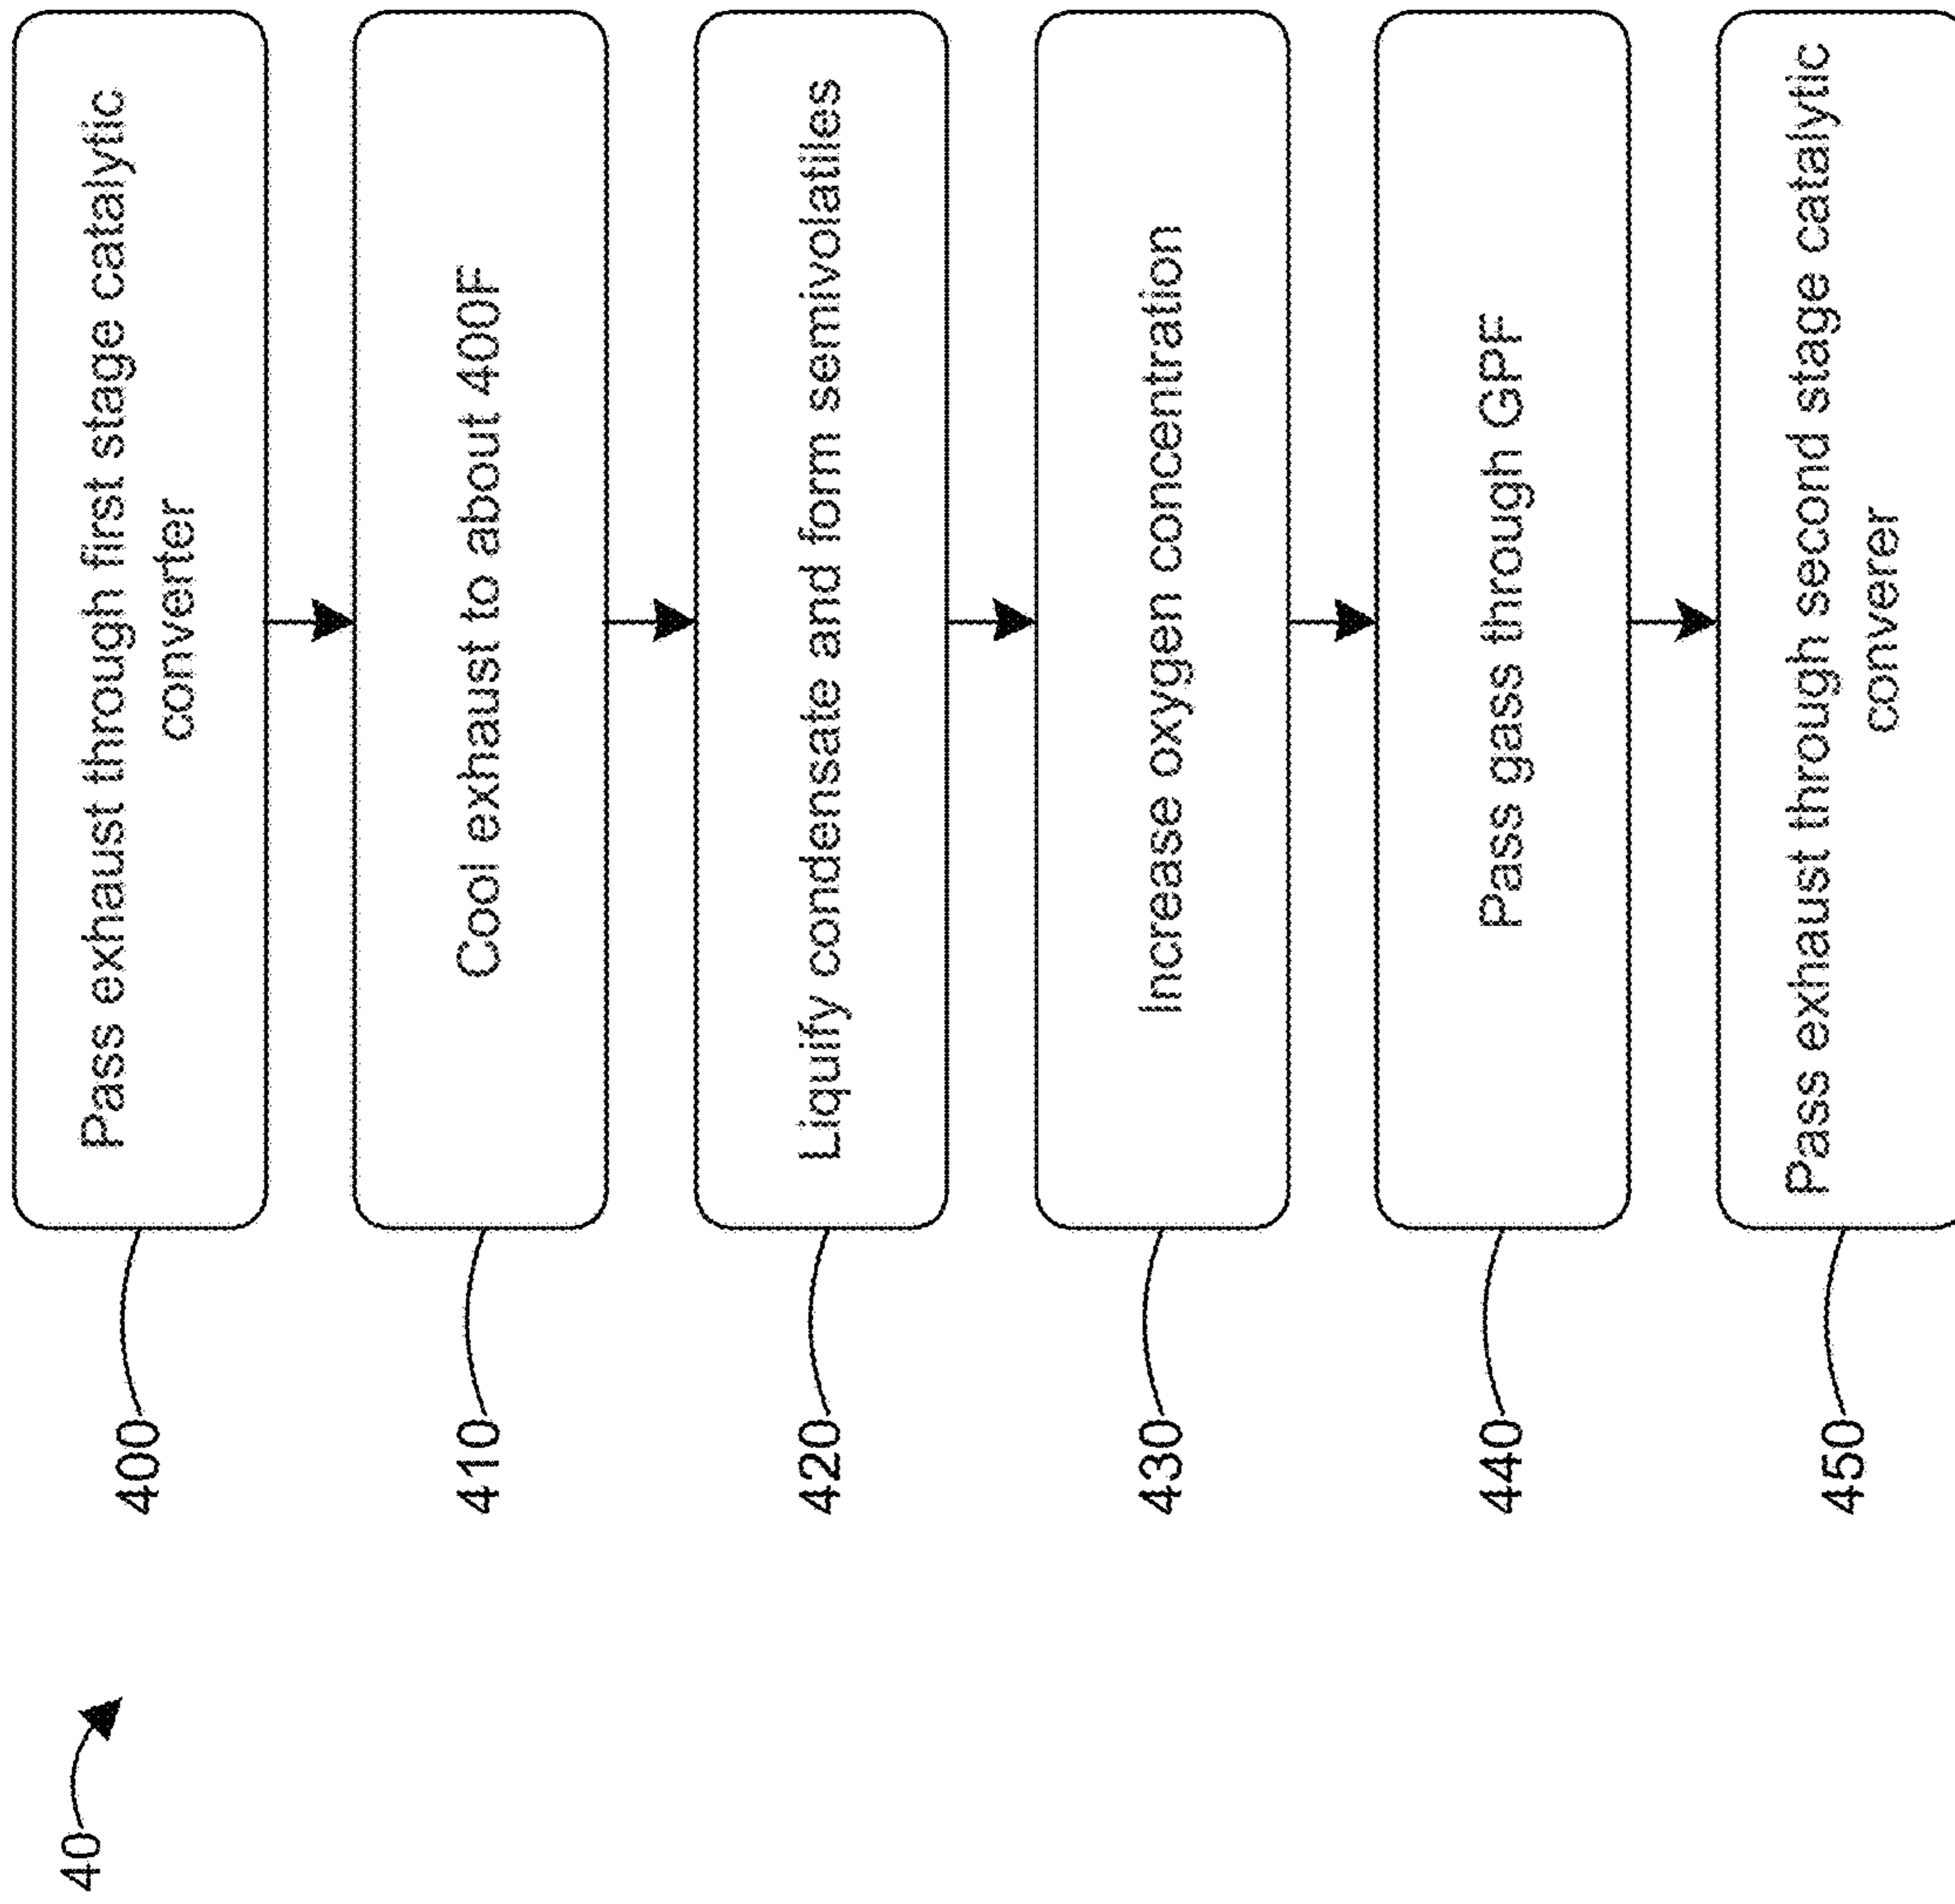 40
400
Pass exhaust through first stage catalytic
converter
410
Cool exhaust to about 400F
420
Liquify condensate and form semivolatiles
430
Increase oxygen concentration
440
Pass gass through GPF
450
Pass exhaust through second stage catalytic
converer